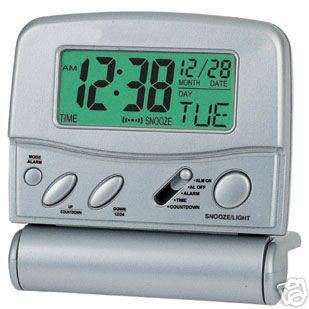 AM 12:38 12/28
MONTH DATE
DAY
TUE
TIME SNOOZE
MODE
ALARM
UP
COUNTDOWN
DOWN
12/24
•ALM ON
•AL OFF
•ALARM
•TIME
•COUNTDOWN
SNOOZE/LIGHT